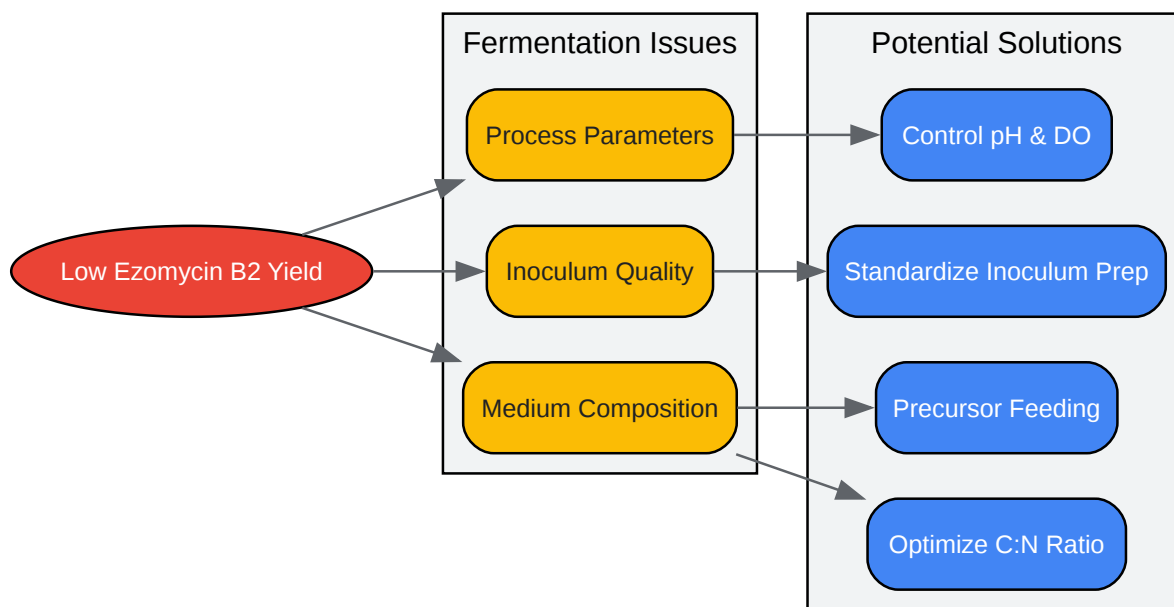 Fermentation Issues
Potential Solutions
Process Parameters
Control pH & DO
Low Ezomycin B2 Yield
Inoculum Quality
Standardize Inoculum Prep
Medium Composition
Precursor Feeding
Optimize C:N Ratio